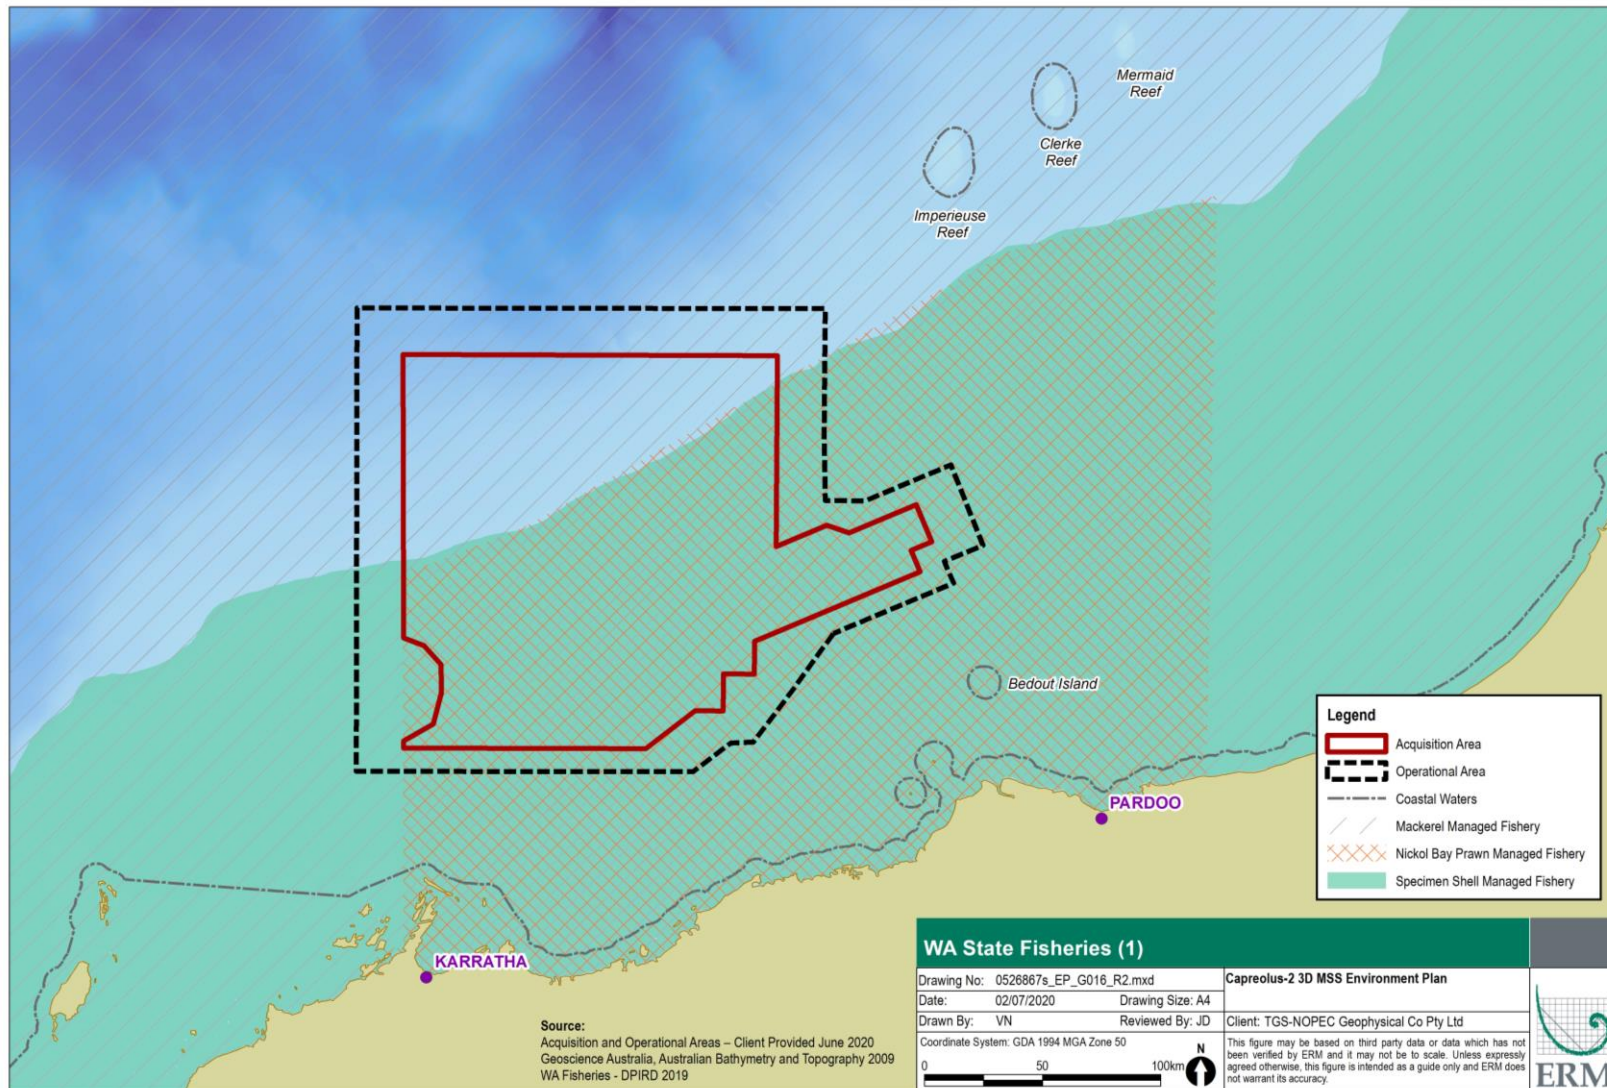 Mermaid
Reef
Clerke
Reef
Imperieuse
Reef
Bedout Island
PARDOO
KARRATHA
Legend
Acquisition Area
Operational Area
Coastal Waters
Mackerel Managed Fishery
Nickol Bay Prawn Managed Fishery
Specimen Shell Managed Fishery
Source:
Acquisition and Operational Areas – Client Provided June 2020
Geoscience Australia, Australian Bathymetry and Topography 2009
WA Fisheries - DPIRD 2019
WA State Fisheries (1)
Drawing No: 0526867s_EP_G016_R2.mxd
Date: 02/07/2020 Drawing Size: A4
Drawn By: VN Reviewed By: JD
Coordinate System: GDA 1994 MGA Zone 50
0 50 100km
N
Capreolus-2 3D MSS Environment Plan
Client: TGS-NOPEC Geophysical Co Pty Ltd
This figure may be based on third party data or data which has not
been verified by ERM and it may not be to scale. Unless expressly
agreed otherwise, this figure is intended as a guide only and ERM does
not warrant its accuracy.
ERM